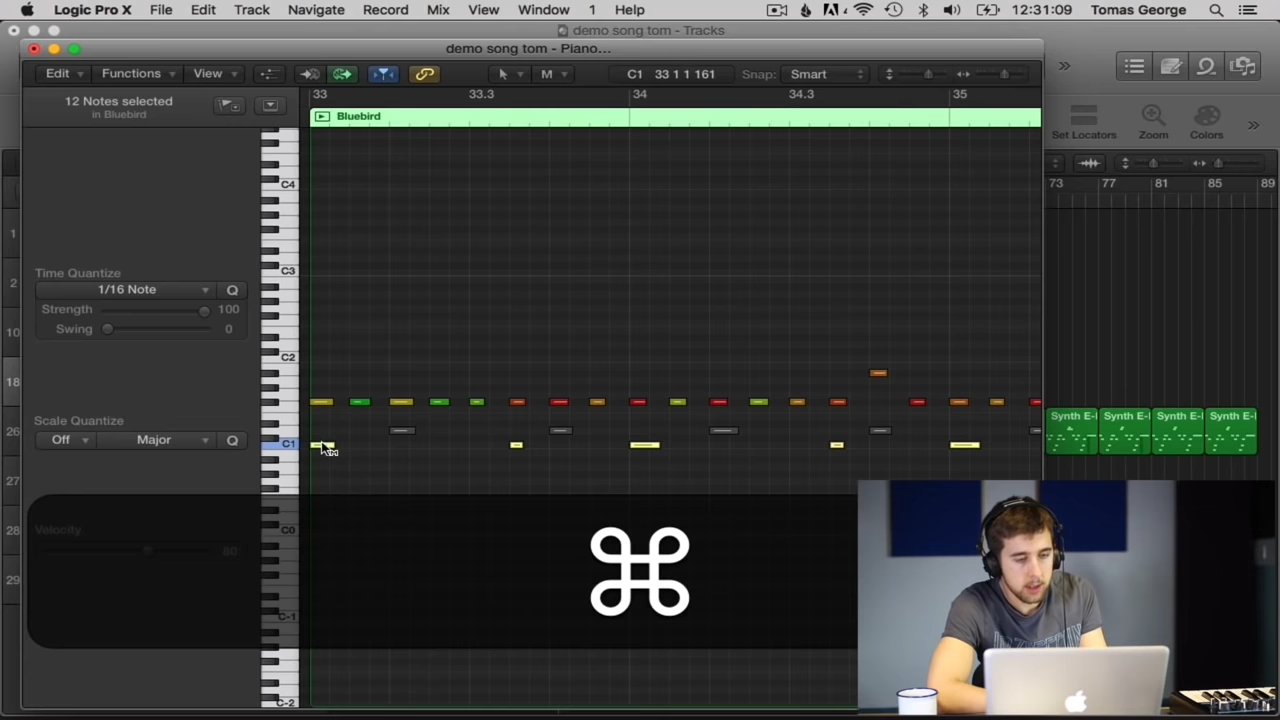 Logic Pro X File Edit Track Navigate Record Mix View Window 1 Help 12:31:09 Tomas George
demo song tom - Tracks
demo song tom - Piano...
Edit Functions View M C1 33 1 1 161 Snap: Smart
12 Notes selected
in Bluebird
33 33.3 34 34.3 35
Bluebird
Set Locators Zoom Colors
73 77 81 85 89
C4
C3
C2
C1
C0
C-1
C-2
1
2
10
18
26
27
28
29
Time Quantize
1/16 Note Q
Strength 100
Swing 0
Scale Quantize
Off Major Q
Velocity
80
Synth E- Synth E- Synth E- Synth E-
⌘